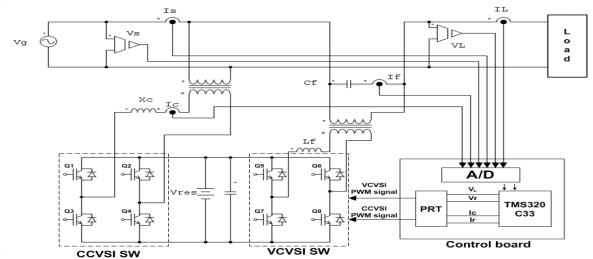 Is
IL
Vg
Vs
VL
L
o
a
d
Cf
If
Xc
Ic
Lf
A/D
Q1
Q2
Q5
Q6
Vres
VCVSI
PWM signal
CCVSI
PWM signal
PRT
VL
Vr
Ic
Ir
TMS320
C33
Q3
Q4
Q7
Q8
Control board
CCVSI SW
VCVSI SW